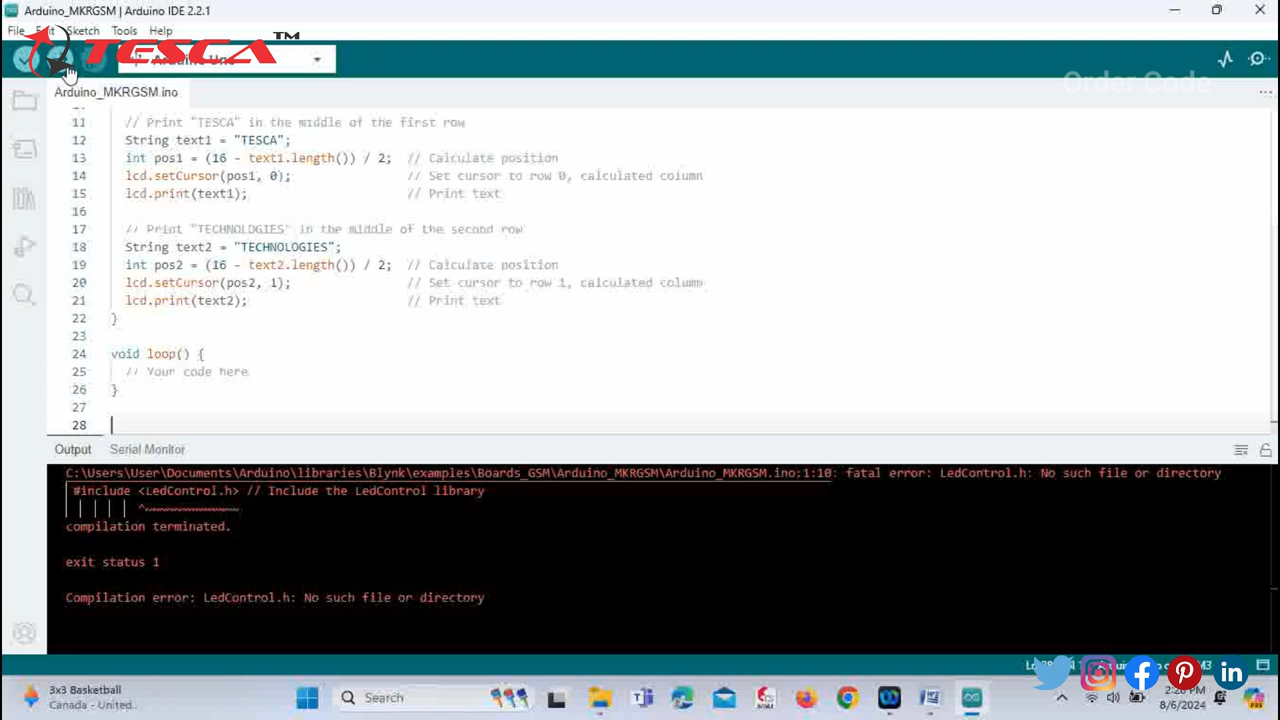 Arduino_MKRGSM | Arduino IDE 2.2.1
File Edit Sketch Tools Help
TESCA™
Arduino Uno
Order Code
Arduino_MKRGSM.ino
11 // Print "TESCA" in the middle of the first row
12 String text1 = "TESCA";
13 int pos1 = (16 - text1.length()) / 2; // Calculate position
14 lcd.setCursor(pos1, 0); // Set cursor to row 0, calculated column
15 lcd.print(text1); // Print text
16
17 // Print "TECHNOLOGIES" in the middle of the second row
18 String text2 = "TECHNOLOGIES";
19 int pos2 = (16 - text2.length()) / 2; // Calculate position
20 lcd.setCursor(pos2, 1); // Set cursor to row 1, calculated column
21 lcd.print(text2); // Print text
22 }
23
24 void loop() {
25 // Your code here
26 }
27
28
Output Serial Monitor
C:\Users\User\Documents\Arduino\libraries\Blynk\examples\Boards_GSM\Arduino_MKRGSM\Arduino_MKRGSM.ino:1:10: fatal error: LedControl.h: No such file or directory
#include <LedControl.h> // Include the LedControl library
^~~~~~~~~~~~~~
compilation terminated.
exit status 1
Compilation error: LedControl.h: No such file or directory
3x3 Basketball
Canada - United...
Search
8/6/2024